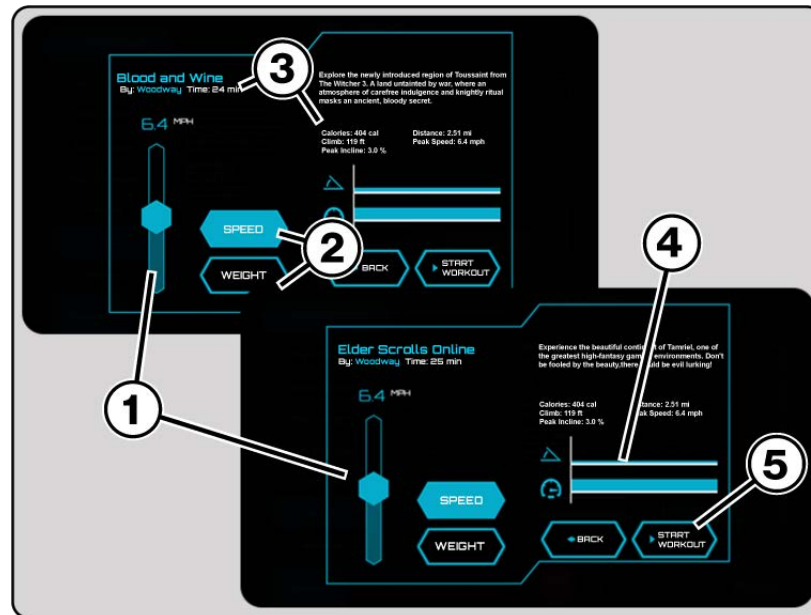 Blood and Wine
By: Woodway Time: 24 min
3
Explore the newly introduced region of Toussaint from
The Witcher 3. A land untainted by war, where an
atmosphere of carefree indulgence and knightly ritual
masks an ancient, bloody secret.
6.4 MPH
Calories: 404 cal
Distance: 2.51 mi
Climb: 119 ft
Peak Speed: 6.4 mph
Peak Incline: 3.0 %
SPEED
2
WEIGHT
BACK
START
WORKOUT
4
1
Elder Scrolls Online
By: Woodway Time: 25 min
Experience the beautiful of Tamriel, one of
the greatest high-fantasy environments. Don't
be fooled by the beauty,there be evil lurking!
6.4 MPH
Calories: 404 cal
2.51 mi
Climb: 119 ft
Speed: 6.4 mph
Peak Incline: 3.0 %
5
SPEED
WEIGHT
BACK
START
WORKOUT